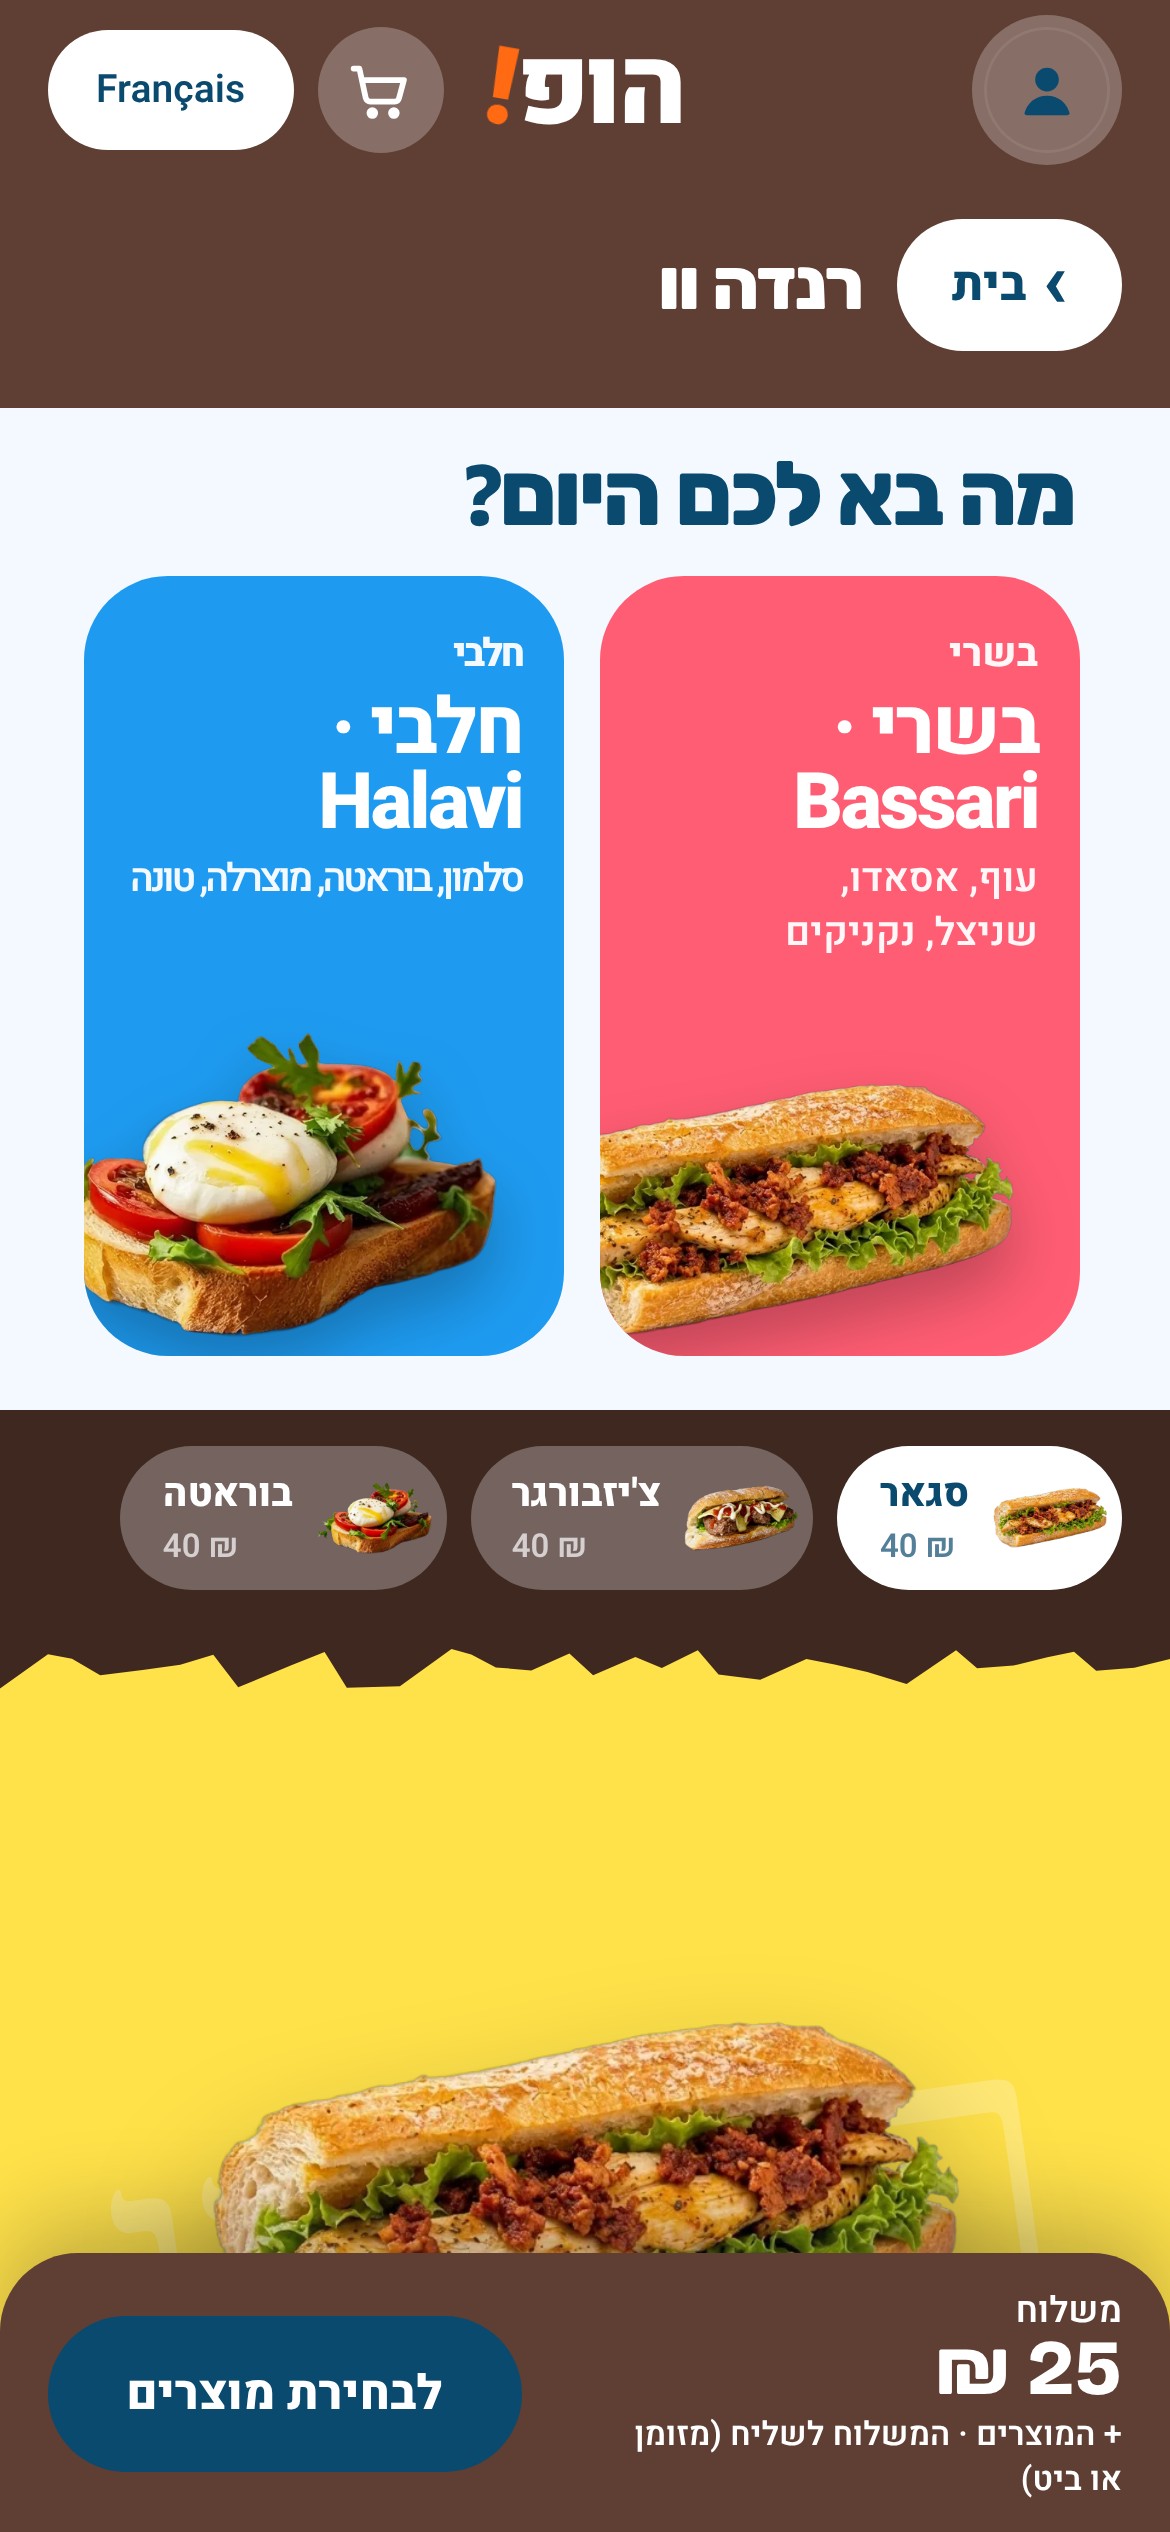 הופ!
Français
‹ בית
רנדה װ
מה בא לכם היום?
בשרי
בשרי ·
Bassari
עוף, אסאדו,
שניצל, נקניקים
חלבי
חלבי ·
Halavi
סלמון, בוראטה, מוצרלה, טונה
סגאר
40 ₪
צ'יזבורגר
40 ₪
בוראטה
40 ₪
משלוח
25 ₪
+ המוצרים · המשלוח לשליח (מזומן
או ביט)
לבחירת מוצרים